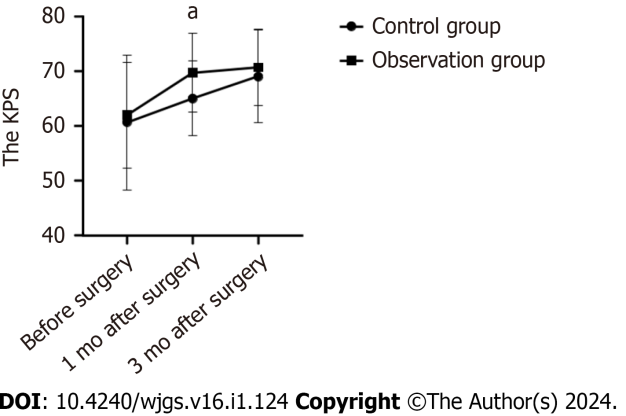 a
80
70
60
50
40
The KPS
Before surgery
1 mo after surgery
3 mo after surgery
Control group
Observation group
DOI: 10.4240/wjgs.v16.i1.124 Copyright ©The Author(s) 2024.